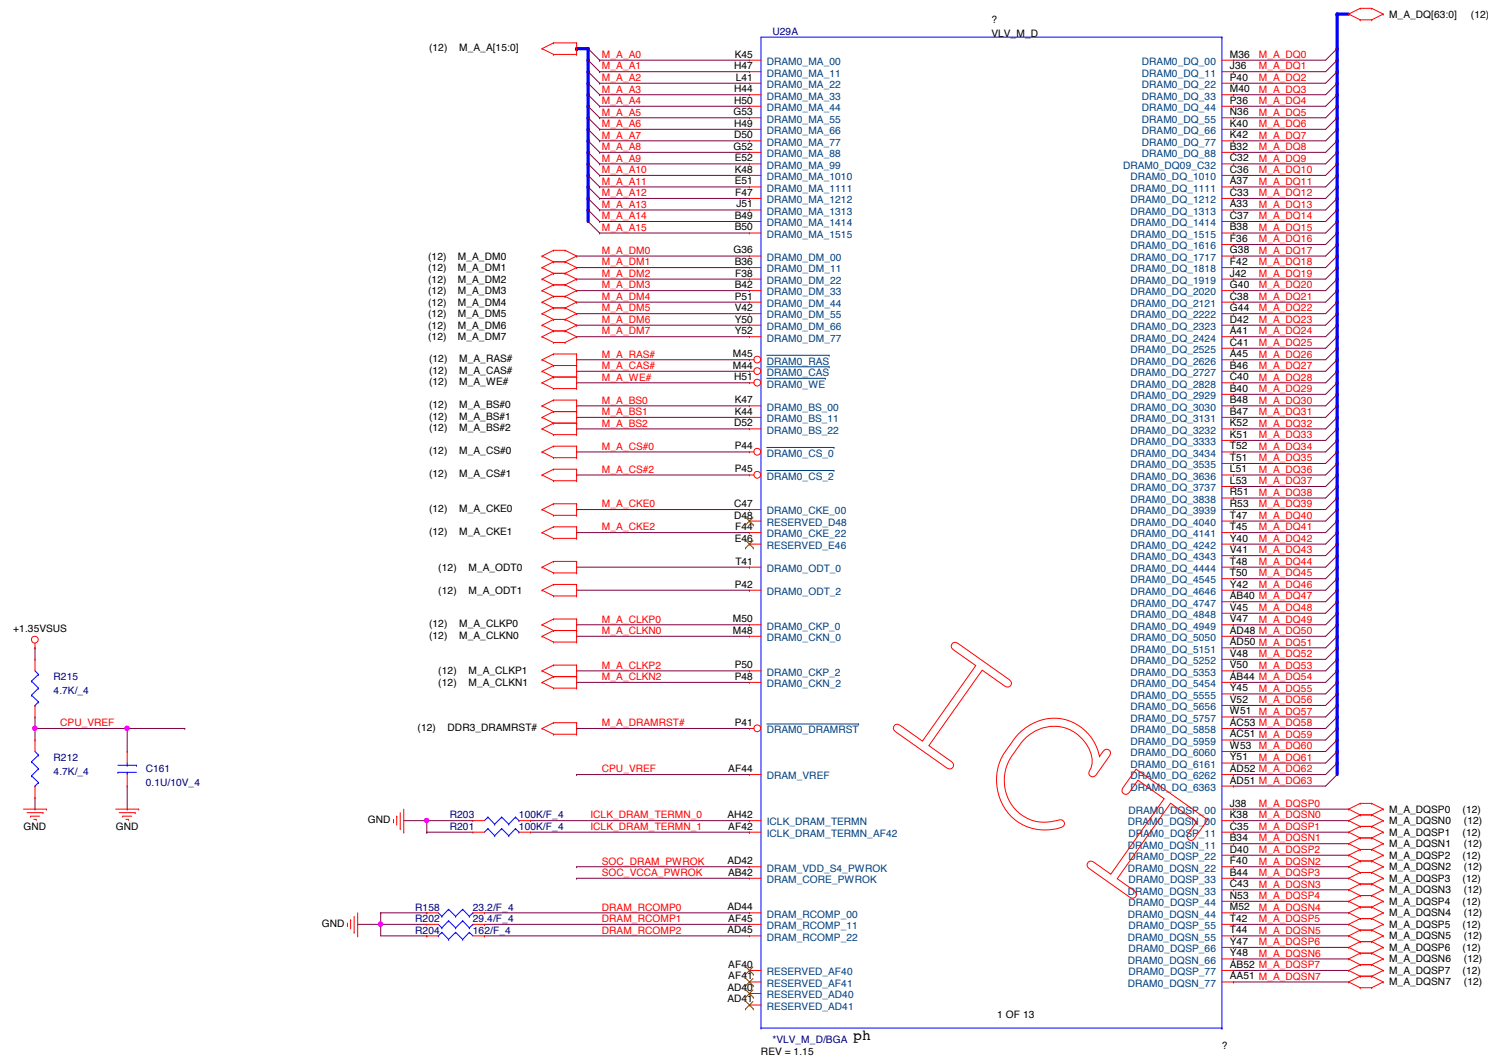 ?
VLV_M_D
U29A
M_A_DQ[63:0] (12)
(12) M_A_A[15:0]
M_A_A0 K45 DRAM0_MA_00
M_A_A1 H47 DRAM0_MA_11
M_A_A2 L41 DRAM0_MA_22
M_A_A3 H44 DRAM0_MA_33
M_A_A4 H50 DRAM0_MA_44
M_A_A5 G53 DRAM0_MA_55
M_A_A6 H49 DRAM0_MA_66
M_A_A7 D50 DRAM0_MA_77
M_A_A8 G52 DRAM0_MA_88
M_A_A9 E52 DRAM0_MA_99
M_A_A10 K48 DRAM0_MA_1010
M_A_A11 E51 DRAM0_MA_1111
M_A_A12 F47 DRAM0_MA_1212
M_A_A13 J51 DRAM0_MA_1313
M_A_A14 B49 DRAM0_MA_1414
M_A_A15 B50 DRAM0_MA_1515
(12) M_A_DM0 M_A_DM0 G36 DRAM0_DM_00
(12) M_A_DM1 M_A_DM1 B36 DRAM0_DM_11
(12) M_A_DM2 M_A_DM2 F38 DRAM0_DM_22
(12) M_A_DM3 M_A_DM3 B42 DRAM0_DM_33
(12) M_A_DM4 M_A_DM4 P51 DRAM0_DM_44
(12) M_A_DM5 M_A_DM5 V42 DRAM0_DM_55
(12) M_A_DM6 M_A_DM6 Y50 DRAM0_DM_66
(12) M_A_DM7 M_A_DM7 Y52 DRAM0_DM_77
(12) M_A_RAS# M_A_RAS# M45 DRAM0_RAS
(12) M_A_CAS# M_A_CAS# M44 DRAM0_CAS
(12) M_A_WE# M_A_WE# H51 DRAM0_WE
(12) M_A_BS#0 M_A_BS0 K47 DRAM0_BS_00
(12) M_A_BS#1 M_A_BS1 K44 DRAM0_BS_11
(12) M_A_BS#2 M_A_BS2 D52 DRAM0_BS_22
(12) M_A_CS#0 M_A_CS#0 P44 DRAM0_CS_0
(12) M_A_CS#1 M_A_CS#2 P45 DRAM0_CS_2
(12) M_A_CKE0 M_A_CKE0 C47 DRAM0_CKE_00
D48 RESERVED_D48
(12) M_A_CKE1 M_A_CKE2 F44 DRAM0_CKE_22
E46 RESERVED_E46
(12) M_A_ODT0 T41 DRAM0_ODT_0
(12) M_A_ODT1 P42 DRAM0_ODT_2
(12) M_A_CLKP0 M_A_CLKP0 M50 DRAM0_CKP_0
(12) M_A_CLKN0 M_A_CLKN0 M48 DRAM0_CKN_0
(12) M_A_CLKP1 M_A_CLKP2 P50 DRAM0_CKP_2
(12) M_A_CLKN1 M_A_CLKN2 P48 DRAM0_CKN_2
(12) DDR3_DRAMRST# M_A_DRAMRST# P41 DRAM0_DRAMRST
CPU_VREF AF44 DRAM_VREF
GND R203 100K/F_4 ICLK_DRAM_TERMN_0 AH42 ICLK_DRAM_TERMN
R201 100K/F_4 ICLK_DRAM_TERMN_1 AF42 ICLK_DRAM_TERMN_AF42
SOC_DRAM_PWROK AD42 DRAM_VDD_S4_PWROK
SOC_VCCA_PWROK AB42 DRAM_CORE_PWROK
R158 23.2/F_4 DRAM_RCOMP0 AD44 DRAM_RCOMP_00
GND R202 29.4/F_4 DRAM_RCOMP1 AF45 DRAM_RCOMP_11
R204 162/F_4 DRAM_RCOMP2 AD45 DRAM_RCOMP_22
AF40 RESERVED_AF40
AF41 RESERVED_AF41
AD40 RESERVED_AD40
AD41 RESERVED_AD41
+1.35VSUS
R215
4.7K/_4
CPU_VREF
R212
4.7K/_4
C161
0.1U/10V_4
GND
GND
DRAM0_DQ_00 M36 M_A_DQ0
DRAM0_DQ_11 J36 M_A_DQ1
DRAM0_DQ_22 P40 M_A_DQ2
DRAM0_DQ_33 M40 M_A_DQ3
DRAM0_DQ_44 P36 M_A_DQ4
DRAM0_DQ_55 N36 M_A_DQ5
DRAM0_DQ_66 K40 M_A_DQ6
DRAM0_DQ_77 K42 M_A_DQ7
DRAM0_DQ_88 B32 M_A_DQ8
DRAM0_DQ09_C32 C32 M_A_DQ9
DRAM0_DQ_1010 C36 M_A_DQ10
DRAM0_DQ_1111 A37 M_A_DQ11
DRAM0_DQ_1212 C33 M_A_DQ12
DRAM0_DQ_1313 A33 M_A_DQ13
DRAM0_DQ_1414 C37 M_A_DQ14
DRAM0_DQ_1515 B38 M_A_DQ15
DRAM0_DQ_1616 F36 M_A_DQ16
DRAM0_DQ_1717 G38 M_A_DQ17
DRAM0_DQ_1818 F42 M_A_DQ18
DRAM0_DQ_1919 J42 M_A_DQ19
DRAM0_DQ_2020 G40 M_A_DQ20
DRAM0_DQ_2121 C38 M_A_DQ21
DRAM0_DQ_2222 G44 M_A_DQ22
DRAM0_DQ_2323 D42 M_A_DQ23
DRAM0_DQ_2424 A41 M_A_DQ24
DRAM0_DQ_2525 C41 M_A_DQ25
DRAM0_DQ_2626 A45 M_A_DQ26
DRAM0_DQ_2727 B46 M_A_DQ27
DRAM0_DQ_2828 C40 M_A_DQ28
DRAM0_DQ_2929 B40 M_A_DQ29
DRAM0_DQ_3030 B48 M_A_DQ30
DRAM0_DQ_3131 B47 M_A_DQ31
DRAM0_DQ_3232 K52 M_A_DQ32
DRAM0_DQ_3333 K51 M_A_DQ33
DRAM0_DQ_3434 T52 M_A_DQ34
DRAM0_DQ_3535 T51 M_A_DQ35
DRAM0_DQ_3636 L51 M_A_DQ36
DRAM0_DQ_3737 L53 M_A_DQ37
DRAM0_DQ_3838 R51 M_A_DQ38
DRAM0_DQ_3939 R53 M_A_DQ39
DRAM0_DQ_4040 T47 M_A_DQ40
DRAM0_DQ_4141 T45 M_A_DQ41
DRAM0_DQ_4242 Y40 M_A_DQ42
DRAM0_DQ_4343 V41 M_A_DQ43
DRAM0_DQ_4444 T48 M_A_DQ44
DRAM0_DQ_4545 T50 M_A_DQ45
DRAM0_DQ_4646 Y42 M_A_DQ46
DRAM0_DQ_4747 AB40 M_A_DQ47
DRAM0_DQ_4848 V45 M_A_DQ48
DRAM0_DQ_4949 V47 M_A_DQ49
DRAM0_DQ_5050 AD48 M_A_DQ50
DRAM0_DQ_5151 AD50 M_A_DQ51
DRAM0_DQ_5252 V48 M_A_DQ52
DRAM0_DQ_5353 V50 M_A_DQ53
DRAM0_DQ_5454 AB44 M_A_DQ54
DRAM0_DQ_5555 Y45 M_A_DQ55
DRAM0_DQ_5656 V52 M_A_DQ56
DRAM0_DQ_5757 W51 M_A_DQ57
DRAM0_DQ_5858 AC53 M_A_DQ58
DRAM0_DQ_5959 AC51 M_A_DQ59
DRAM0_DQ_6060 W53 M_A_DQ60
DRAM0_DQ_6161 Y51 M_A_DQ61
DRAM0_DQ_6262 AD52 M_A_DQ62
DRAM0_DQ_6363 AD51 M_A_DQ63
DRAM0_DQSP_00 J38 M_A_DQSP0 M_A_DQSP0 (12)
DRAM0_DQSN_00 K38 M_A_DQSN0 M_A_DQSN0 (12)
DRAM0_DQSP_11 C35 M_A_DQSP1 M_A_DQSP1 (12)
DRAM0_DQSN_11 B34 M_A_DQSN1 M_A_DQSN1 (12)
DRAM0_DQSP_22 D40 M_A_DQSP2 M_A_DQSP2 (12)
DRAM0_DQSN_22 F40 M_A_DQSN2 M_A_DQSN2 (12)
DRAM0_DQSP_33 B44 M_A_DQSP3 M_A_DQSP3 (12)
DRAM0_DQSN_33 C43 M_A_DQSN3 M_A_DQSN3 (12)
DRAM0_DQSP_44 N53 M_A_DQSP4 M_A_DQSP4 (12)
DRAM0_DQSN_44 M52 M_A_DQSN4 M_A_DQSN4 (12)
DRAM0_DQSP_55 T42 M_A_DQSP5 M_A_DQSP5 (12)
DRAM0_DQSN_55 T44 M_A_DQSN5 M_A_DQSN5 (12)
DRAM0_DQSP_66 Y47 M_A_DQSP6 M_A_DQSP6 (12)
DRAM0_DQSN_66 Y48 M_A_DQSN6 M_A_DQSN6 (12)
DRAM0_DQSP_77 AB52 M_A_DQSP7 M_A_DQSP7 (12)
DRAM0_DQSN_77 AA51 M_A_DQSN7 M_A_DQSN7 (12)
ICT
1 OF 13
*VLV_M_D/BGA ph
REV = 1.15
?